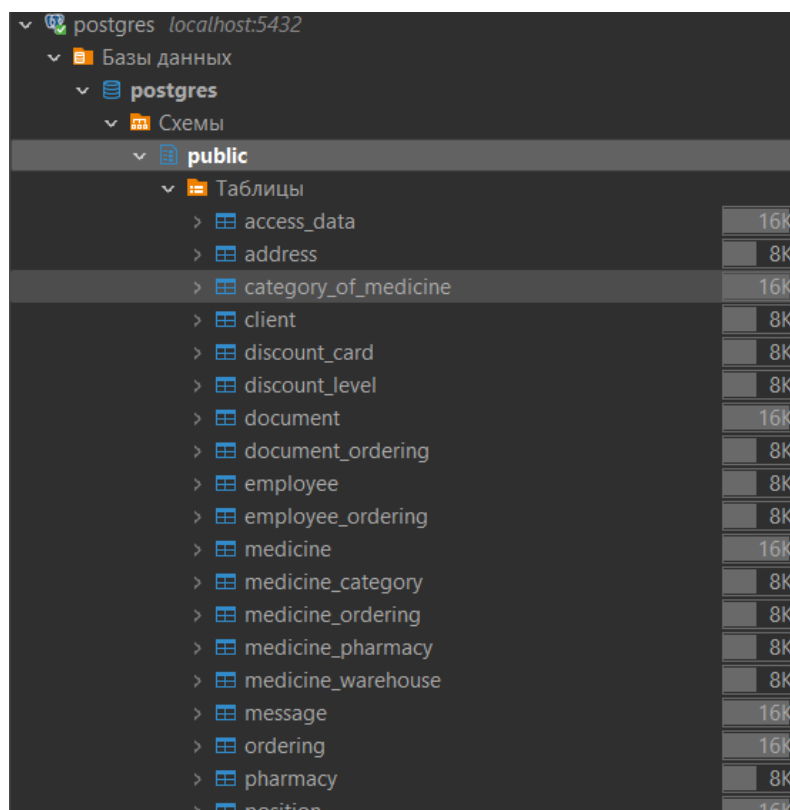 postgres localhost:5432
Базы данных
postgres
Схемы
public
Таблицы
access_data 16K
address 8K
category_of_medicine 16K
client 8K
discount_card 8K
discount_level 8K
document 16K
document_ordering 8K
employee 8K
employee_ordering 8K
medicine 16K
medicine_category 8K
medicine_ordering 8K
medicine_pharmacy 8K
medicine_warehouse 8K
message 16K
ordering 16K
pharmacy 8K
position 16K